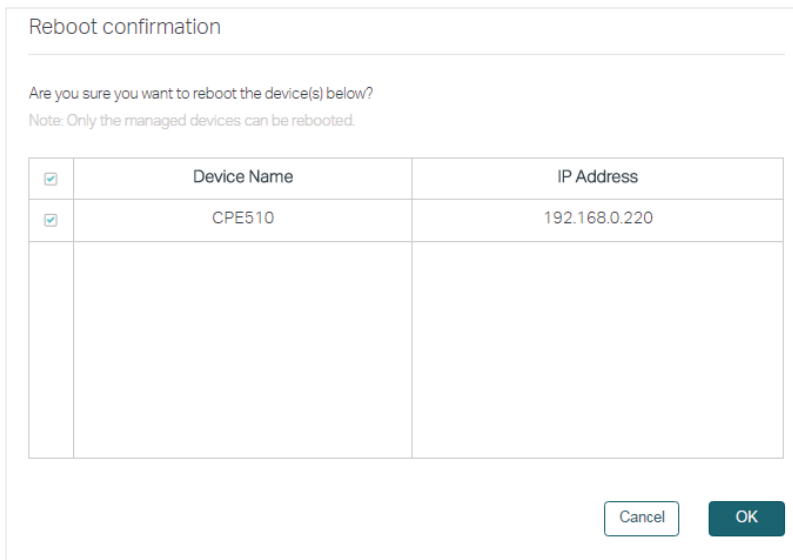 Reboot confirmation
Are you sure you want to reboot the device(s) below?
Note: Only the managed devices can be rebooted.
Device Name IP Address
CPE510 192.168.0.220
Cancel OK